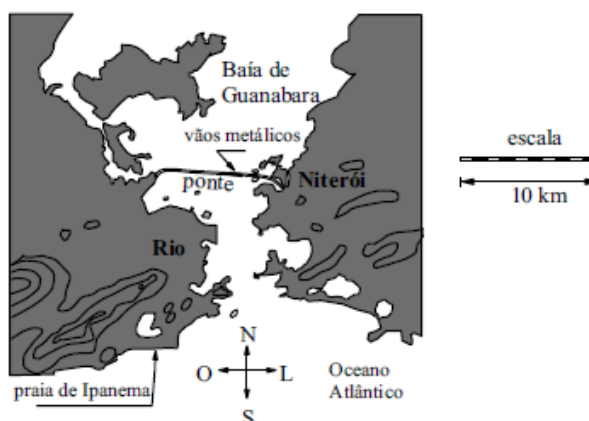 Baía de
Guanabara
vãos metálicos
escala
ponte
Niterói
10 km
Rio
N
O
L
S
praia de Ipanema
Oceano
Atlântico